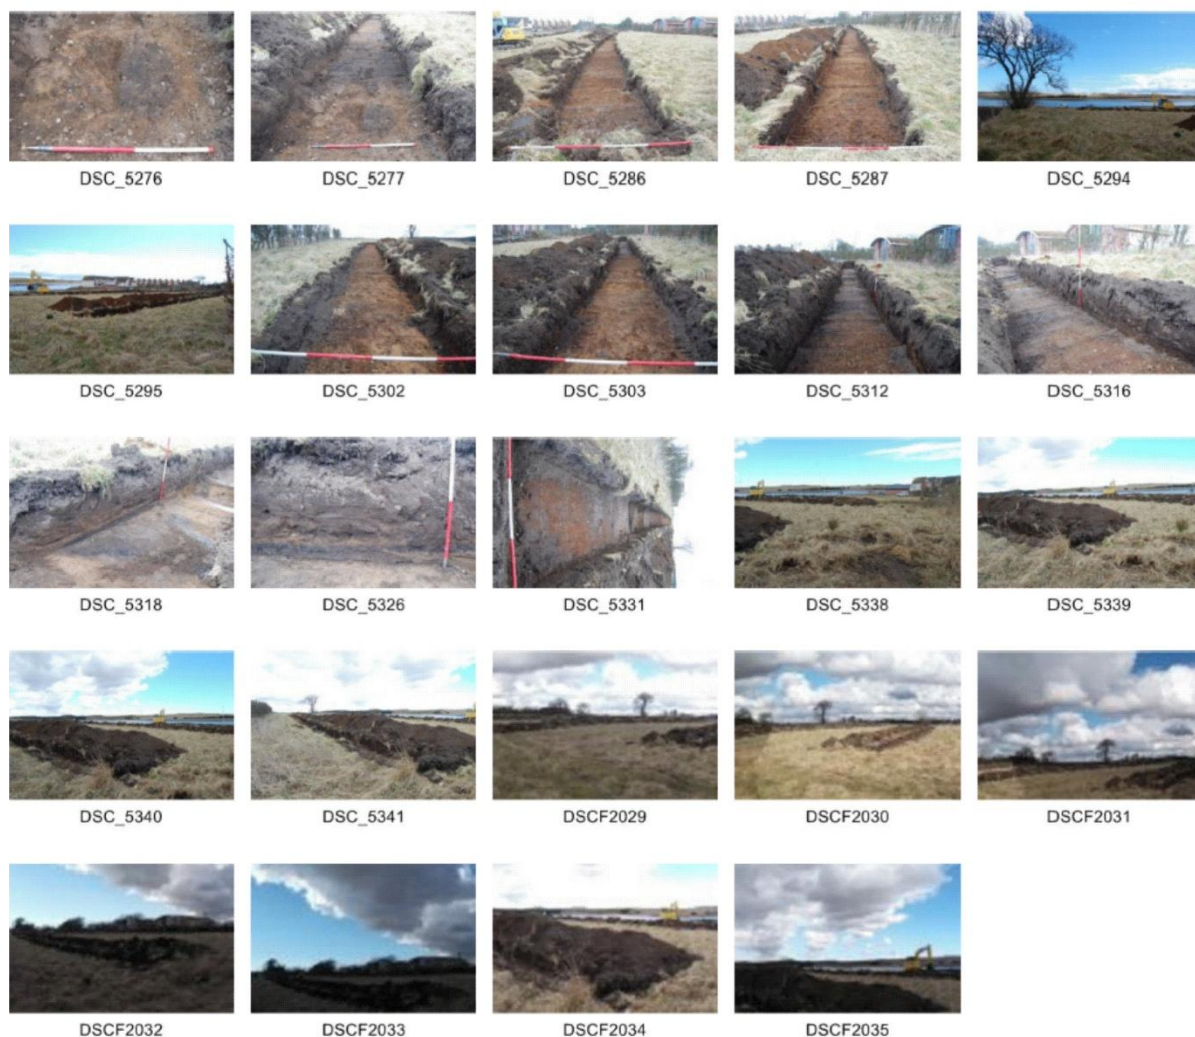 DSC_5276 DSC_5277 DSC_5286 DSC_5287 DSC_5294
DSC_5295 DSC_5302 DSC_5303 DSC_5312 DSC_5316
DSC_5318 DSC_5326 DSC_5331 DSC_5338 DSC_5339
DSC_5340 DSC_5341 DSCF2029 DSCF2030 DSCF2031
DSCF2032 DSCF2033 DSCF2034 DSCF2035